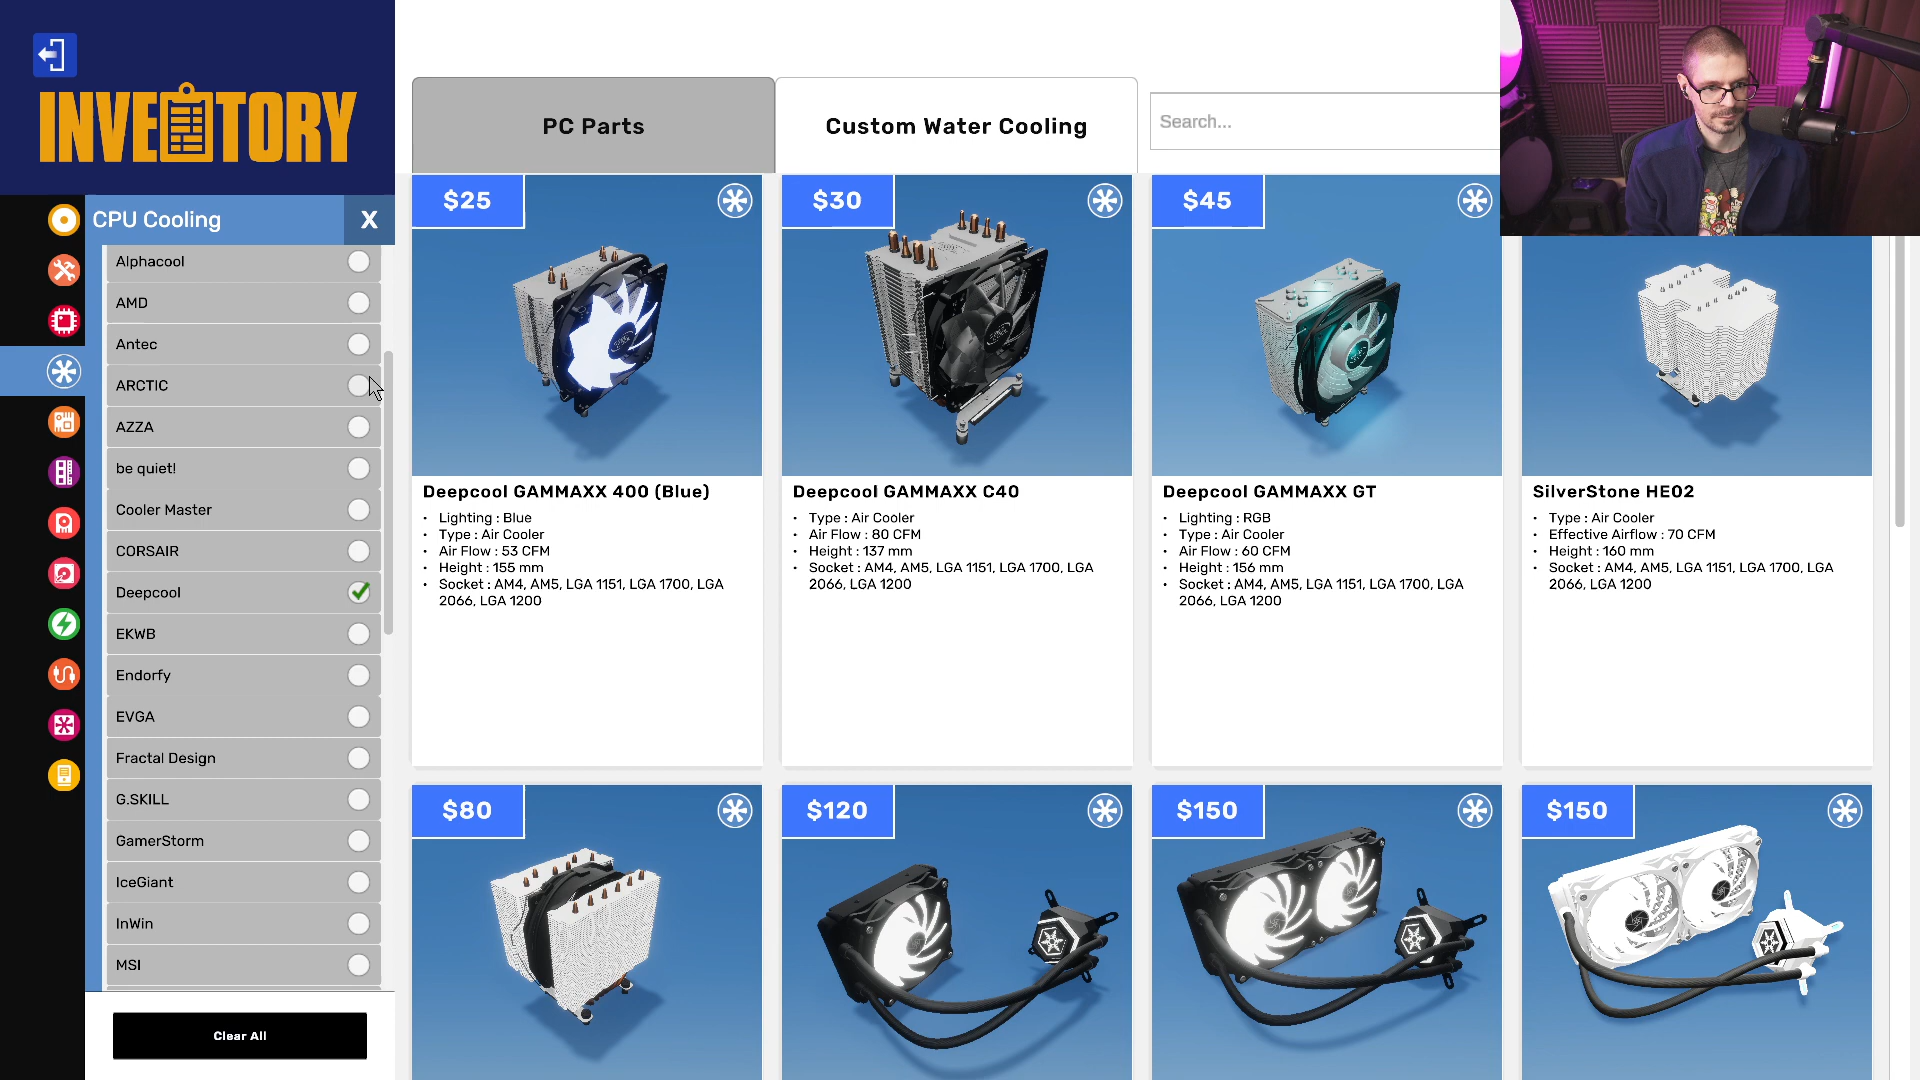 INVENTORY
PC Parts
Custom Water Cooling
Search...
CPU Cooling
X
Alphacool
AMD
Antec
ARCTIC
AZZA
be quiet!
Cooler Master
CORSAIR
Deepcool
EKWB
Endorfy
EVGA
Fractal Design
G.SKILL
GamerStorm
IceGiant
InWin
MSI
Clear All
$25
Deepcool GAMMAXX 400 (Blue)
• Lighting : Blue
• Type : Air Cooler
• Air Flow : 53 CFM
• Height : 155 mm
• Socket : AM4, AM5, LGA 1151, LGA 1700, LGA
2066, LGA 1200
$30
Deepcool GAMMAXX C40
• Type : Air Cooler
• Air Flow : 80 CFM
• Height : 137 mm
• Socket : AM4, AM5, LGA 1151, LGA 1700, LGA
2066, LGA 1200
$45
Deepcool GAMMAXX GT
• Lighting : RGB
• Type : Air Cooler
• Air Flow : 60 CFM
• Height : 156 mm
• Socket : AM4, AM5, LGA 1151, LGA 1700, LGA
2066, LGA 1200
SilverStone HE02
• Type : Air Cooler
• Effective Airflow : 70 CFM
• Height : 160 mm
• Socket : AM4, AM5, LGA 1151, LGA 1700, LGA
2066, LGA 1200
$80
$120
$150
$150